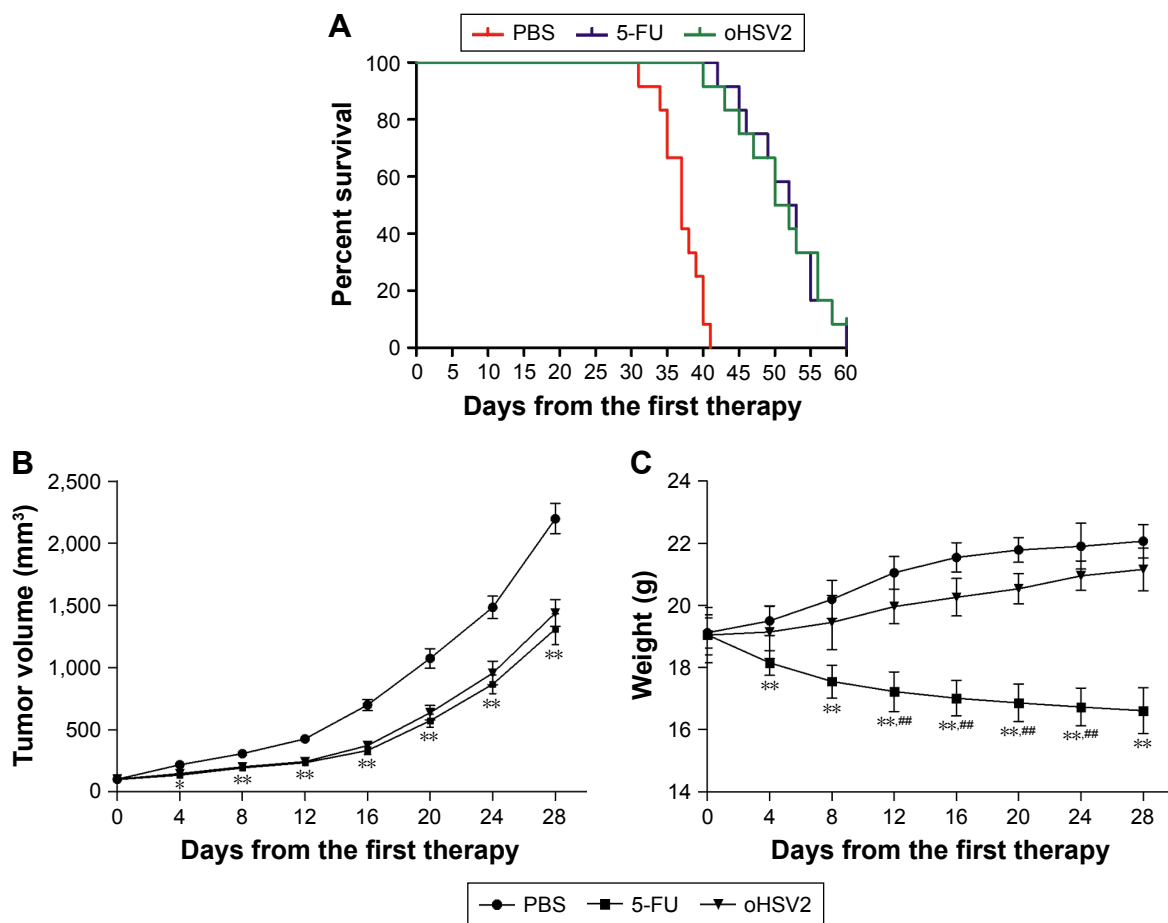 A
PBS 5-FU oHSV2
100
80
60
40
20
0
Percent survival
0 5 10 15 20 25 30 35 40 45 50 55 60
Days from the first therapy
B
2,500
2,000
1,500
1,000
500
0
Tumor volume (mm³)
* ** ** ** ** ** **
0 4 8 12 16 20 24 28
Days from the first therapy
C
24
22
20
18
16
14
Weight (g)
** ** **,## **,## **,## **,## **
0 4 8 12 16 20 24 28
Days from the first therapy
PBS 5-FU oHSV2